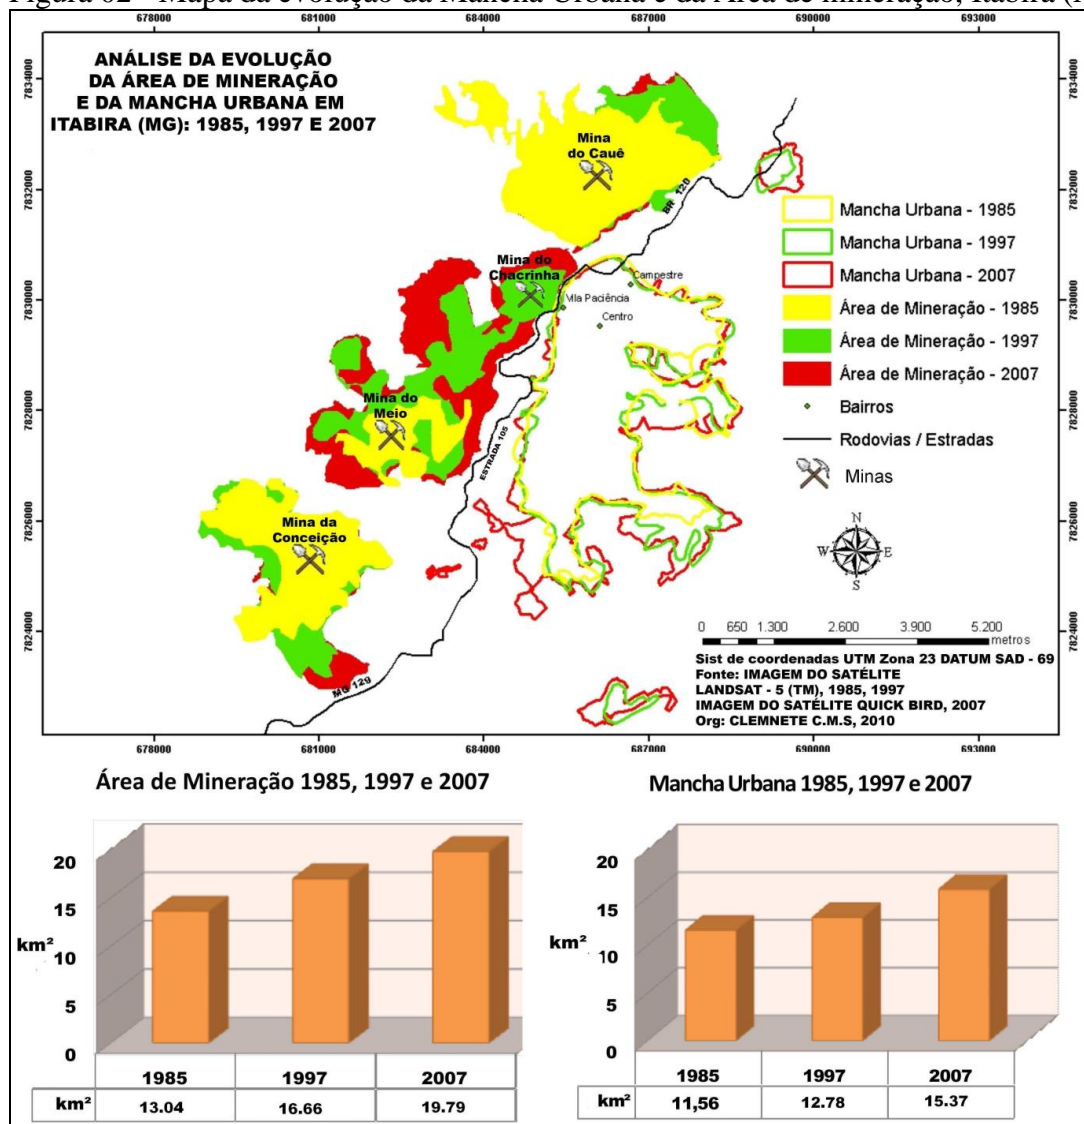 Figura 02 - Mapa da evolução da Mancha Urbana e da Área de mineração, Itabira
678000 681000 684000 687000 690000 693000
ANÁLISE DA EVOLUÇÃO
DA ÁREA DE MINERAÇÃO
E DA MANCHA URBANA EM
ITABIRA (MG): 1985, 1997 E 2007
7834000
7832000
7830000
7828000
7826000
7824000
7834000
7832000
7830000
7828000
7826000
7824000
Mina
do Cauê
BR 120
Mina do
Chacrinha
Campestre
Vila Paciência
Centro
Mina do
Meio
ESTRADA 105
Mina da
Conceição
MG 129
Mancha Urbana - 1985
Mancha Urbana - 1997
Mancha Urbana - 2007
Área de Mineração - 1985
Área de Mineração - 1997
Área de Mineração - 2007
Bairros
Rodovias / Estradas
Minas
N
W E
S
0 650 1.300 2.600 3.900 5.200
metros
Sist de coordenadas UTM Zona 23 DATUM SAD - 69
Fonte: IMAGEM DO SATÉLITE
LANDSAT - 5 (TM), 1985, 1997
IMAGEM DO SATÉLITE QUICK BIRD, 2007
Org: CLEMNETE C.M.S, 2010
678000 681000 684000 687000 690000 693000
Área de Mineração 1985, 1997 e 2007
20
15
km²
10
5
0
1985 1997 2007
km² 13.04 16.66 19.79
Mancha Urbana 1985, 1997 e 2007
20
15
km²
10
5
0
1985 1997 2007
km² 11,56 12.78 15.37